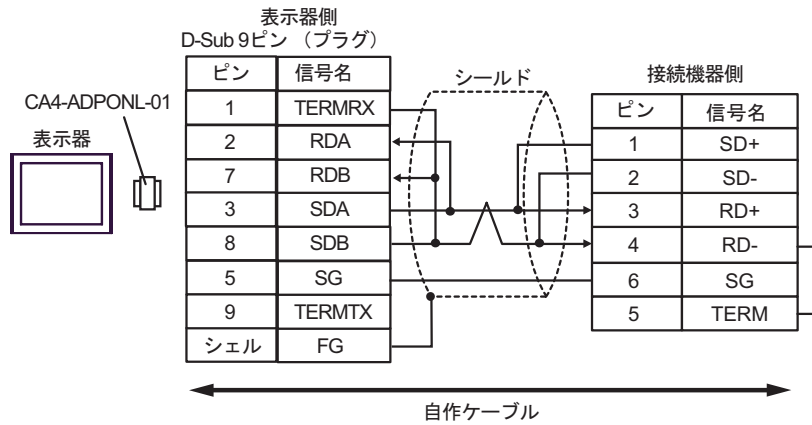 表示器側
D-Sub 9ピン （プラグ）
CA4-ADPONL-01
表示器
ピン 信号名
1 TERMRX
2 RDA
7 RDB
3 SDA
8 SDB
5 SG
9 TERMTX
シェル FG
シールド
接続機器側
ピン 信号名
1 SD+
2 SD-
3 RD+
4 RD-
6 SG
5 TERM
自作ケーブル